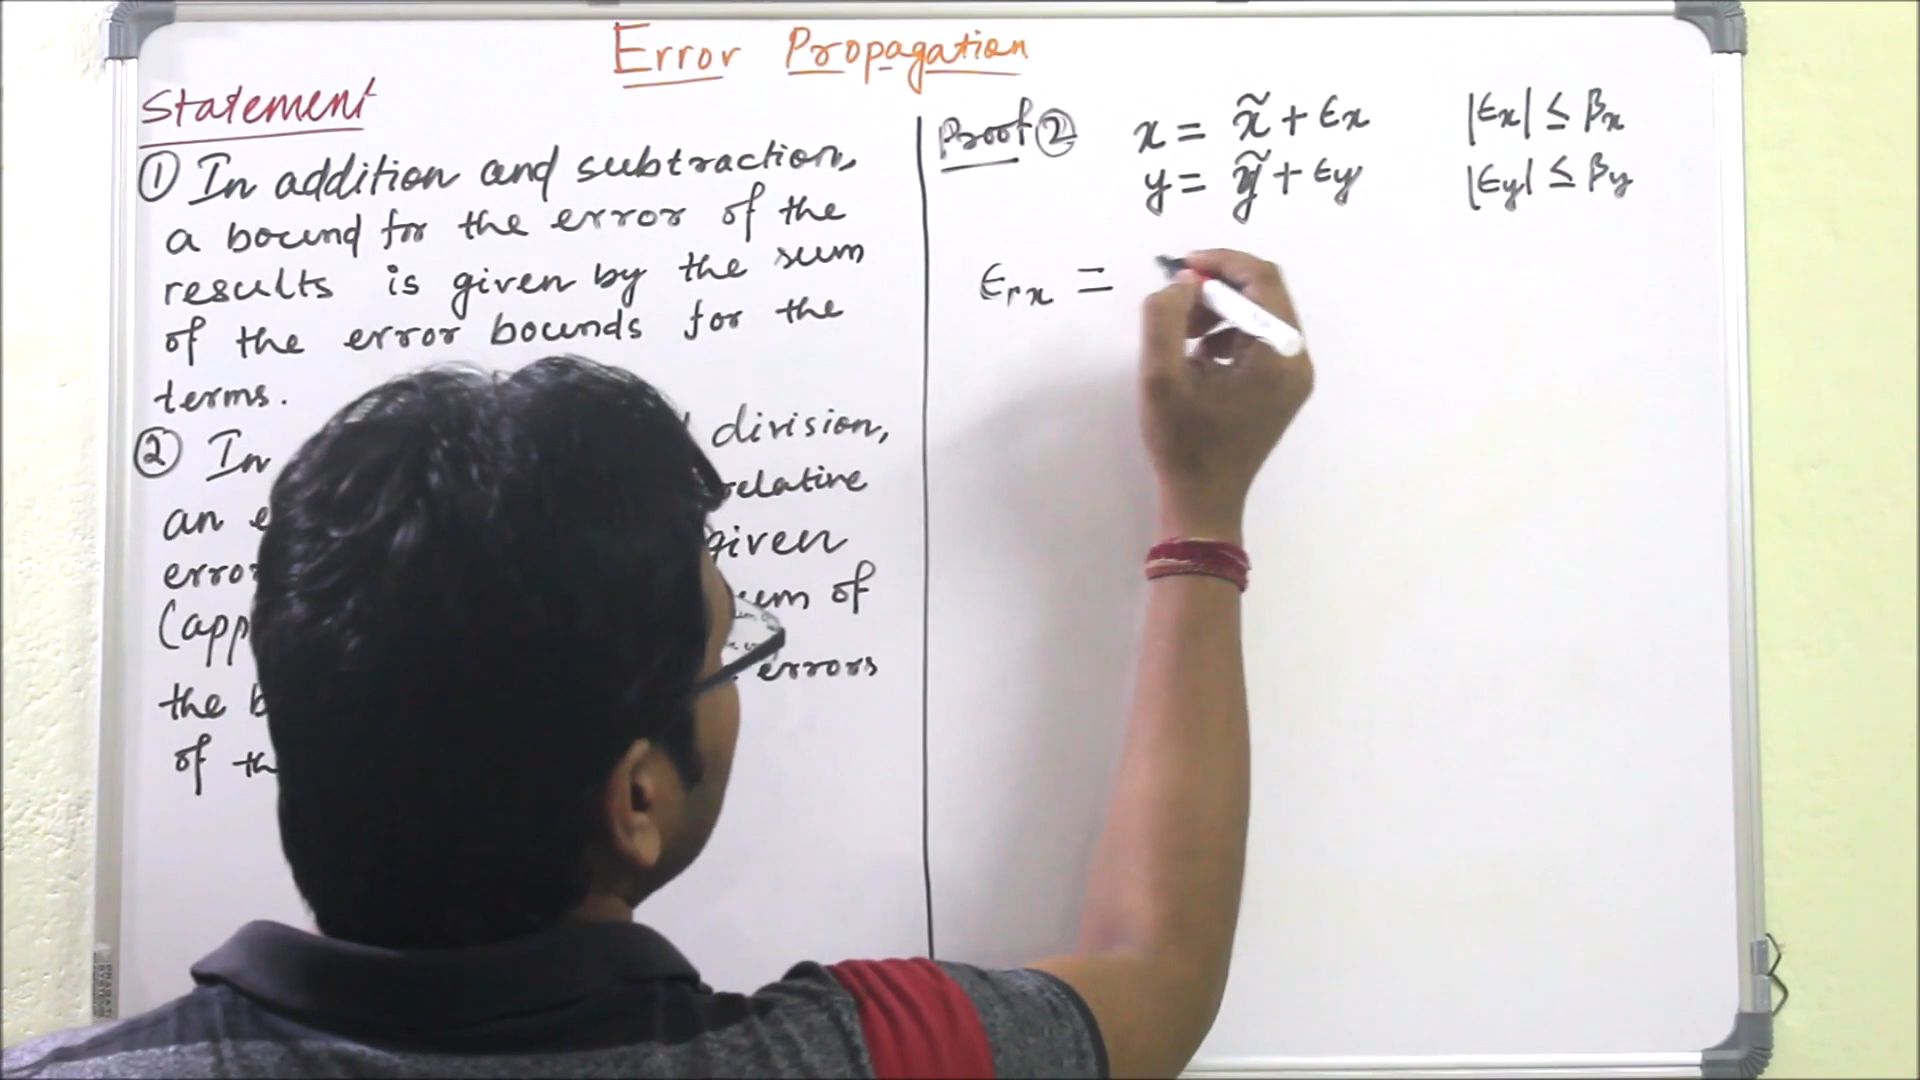 Error Propagation
Statement
① In addition and subtraction,
a bound for the error of the
results is given by the sum
of the error bounds for the
terms.
② In division,
an relative
error given
(app of
the b errors
of th
Proof ② x = x̃ + ϵx |ϵx| ≤ βx
y = ỹ + ϵy |ϵy| ≤ βy
ϵrx =